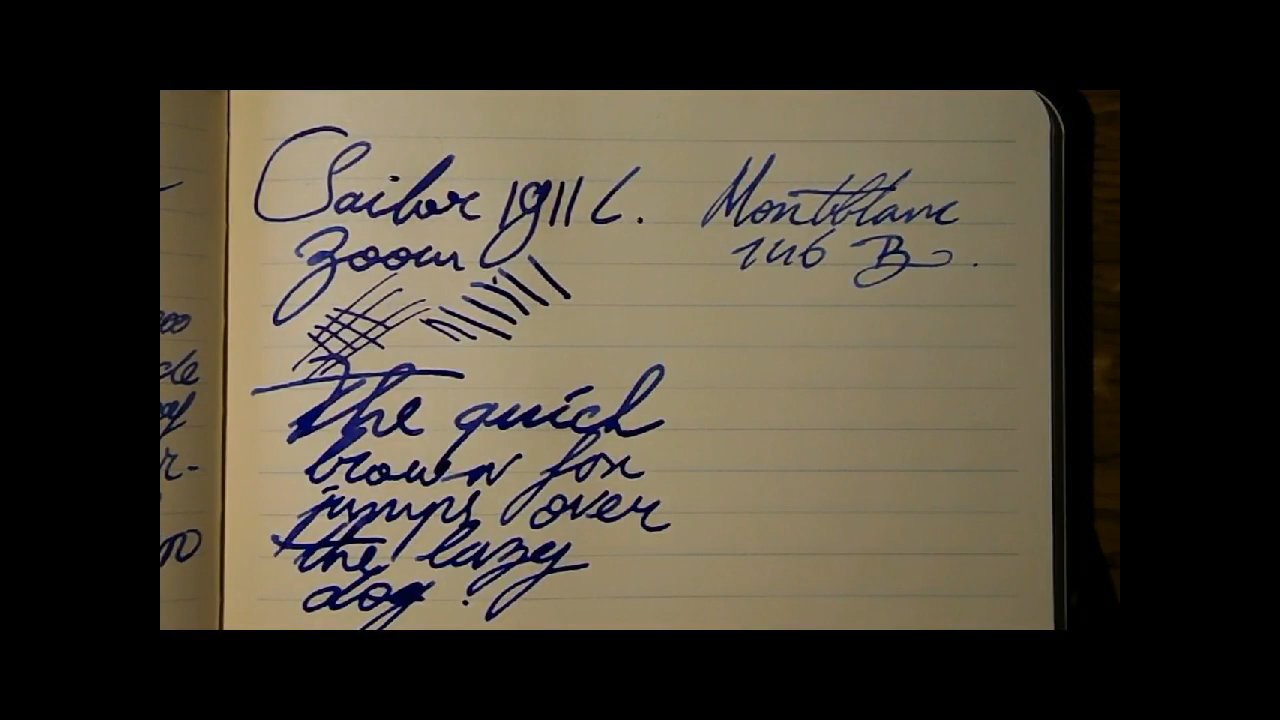 Sailor 1911 L.
zoom
Montblanc
146 B.
The quick
brown fox
jumps over
the lazy
dog.